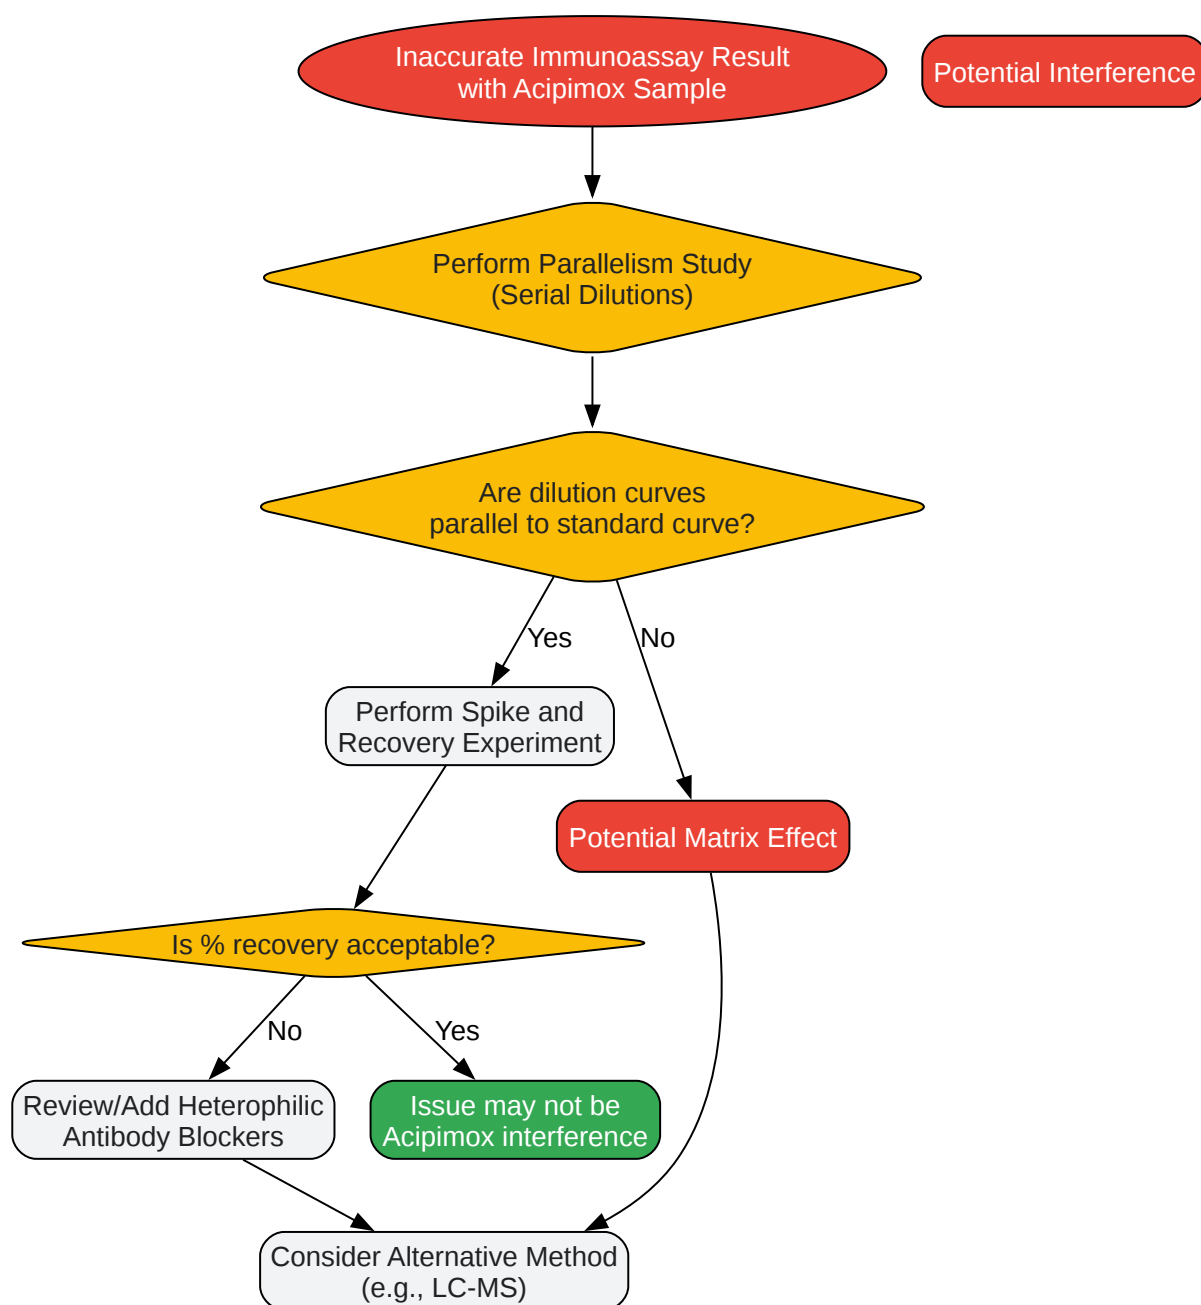 Inaccurate Immunoassay Result
with Acipimox Sample
Potential Interference
Perform Parallelism Study
(Serial Dilutions)
Are dilution curves
parallel to standard curve?
Yes
No
Perform Spike and
Recovery Experiment
Potential Matrix Effect
Is % recovery acceptable?
No
Yes
Review/Add Heterophilic
Antibody Blockers
Issue may not be
Acipimox interference
Consider Alternative Method
(e.g., LC-MS)